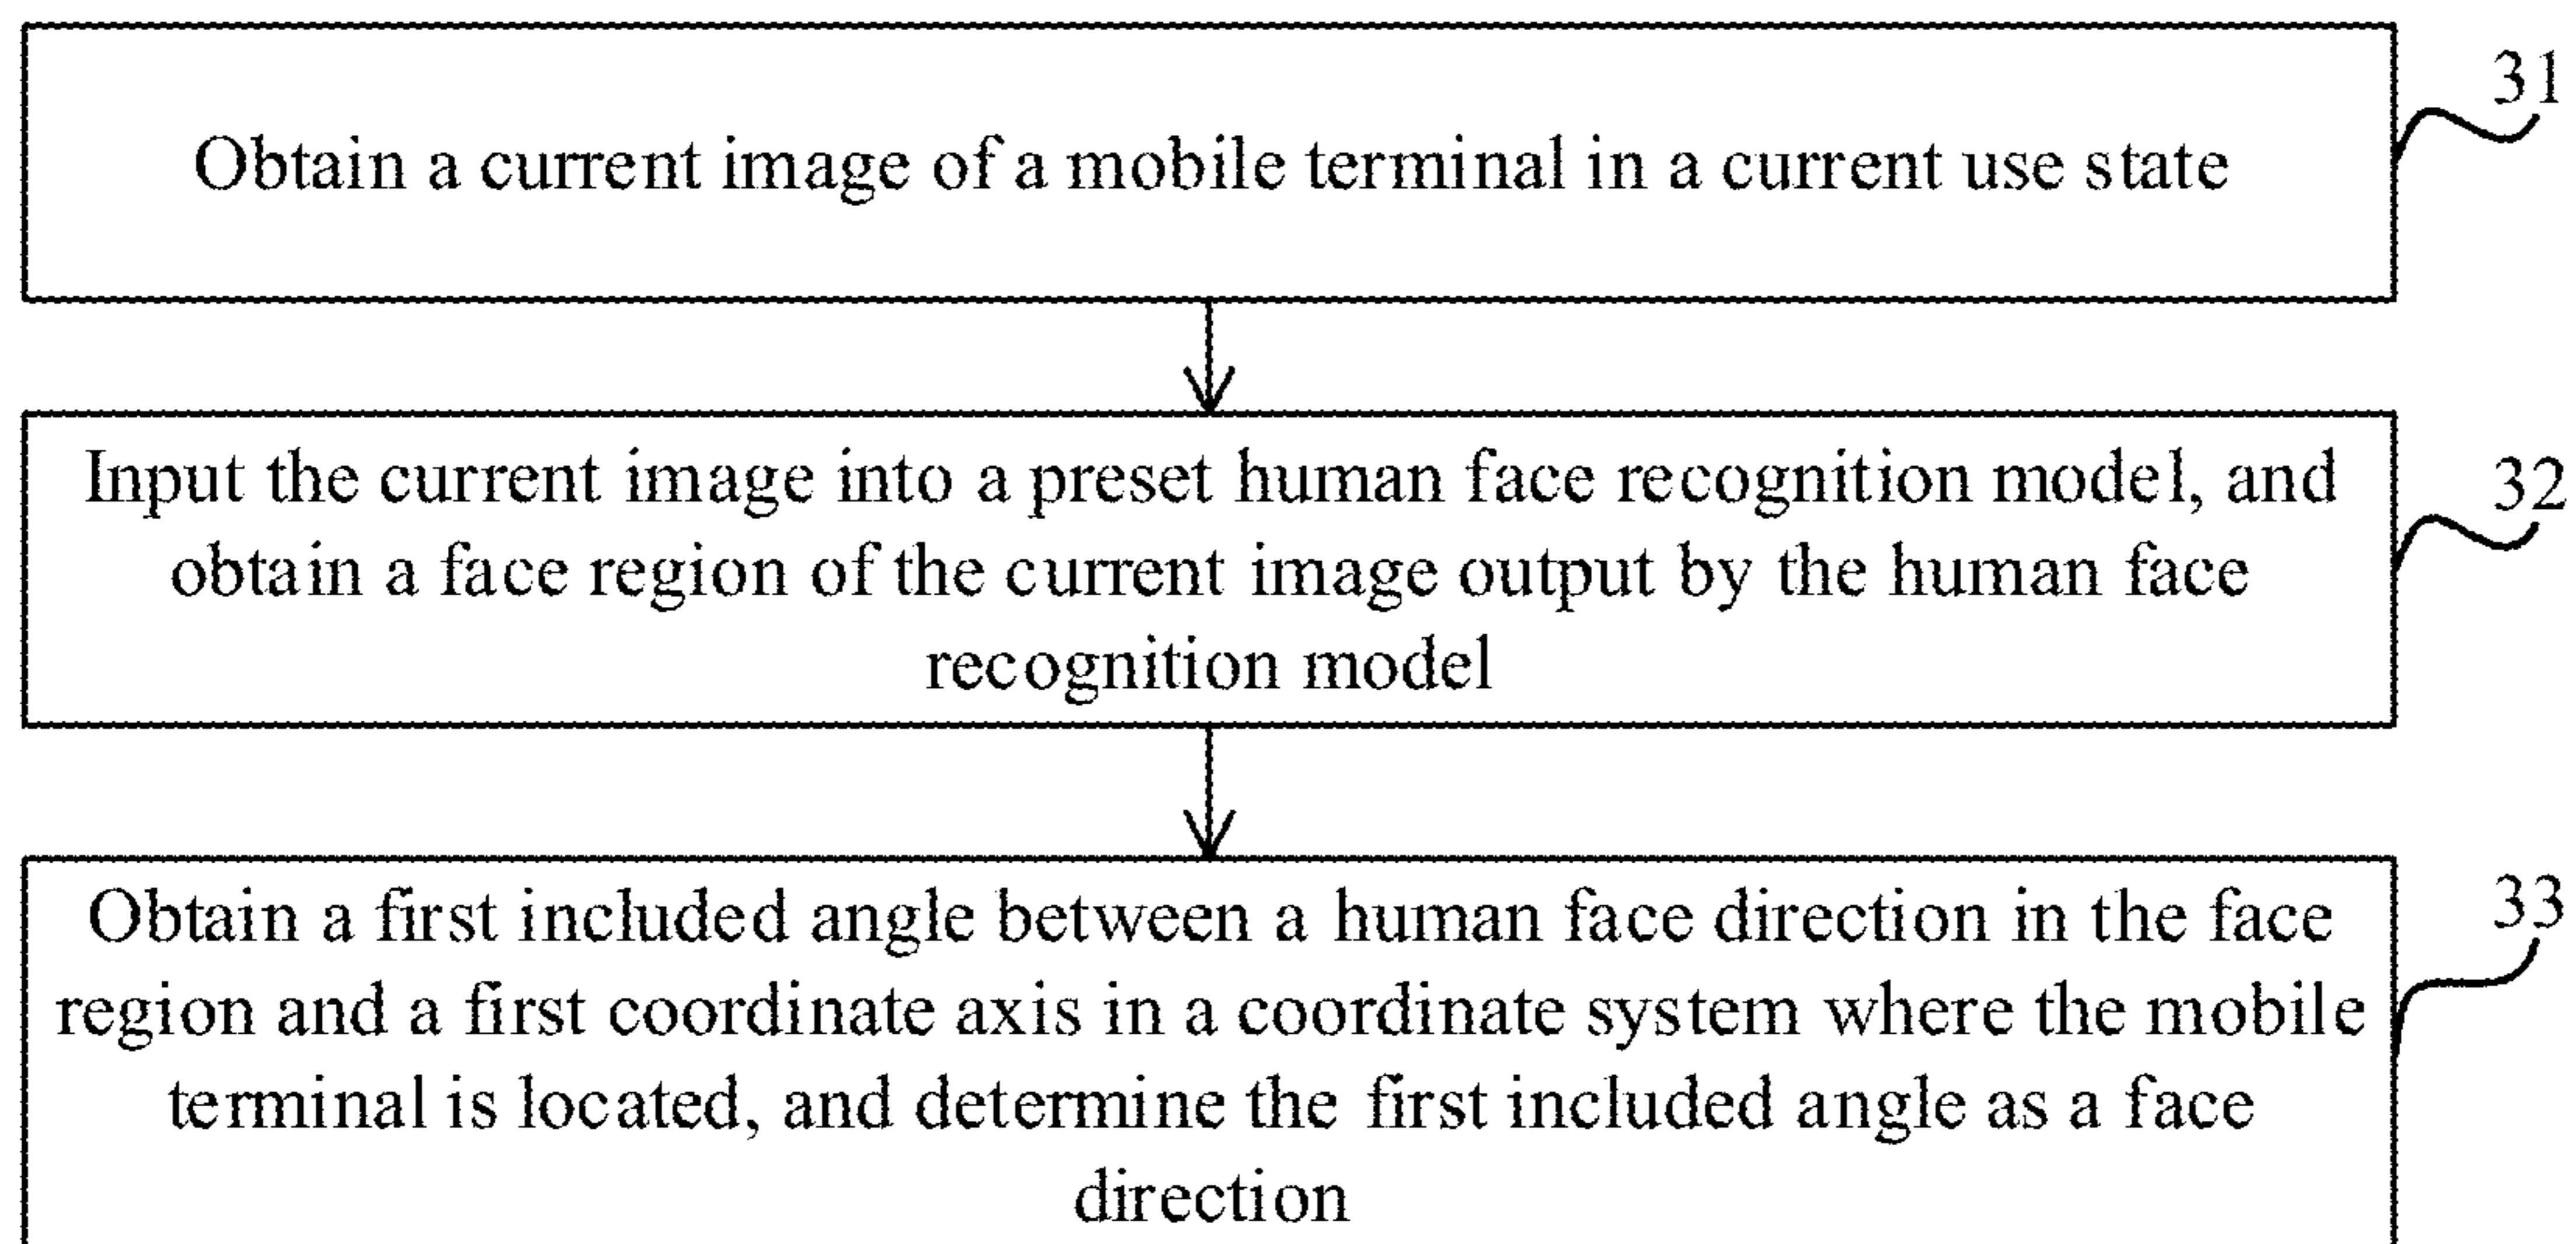 Obtain a current image of a mobile terminal in a current use state
31
Input the current image into a preset human face recognition model, and
obtain a face region of the current image output by the human face
recognition model
32
Obtain a first included angle between a human face direction in the face
region and a first coordinate axis in a coordinate system where the mobile
terminal is located, and determine the first included angle as a face
direction
33